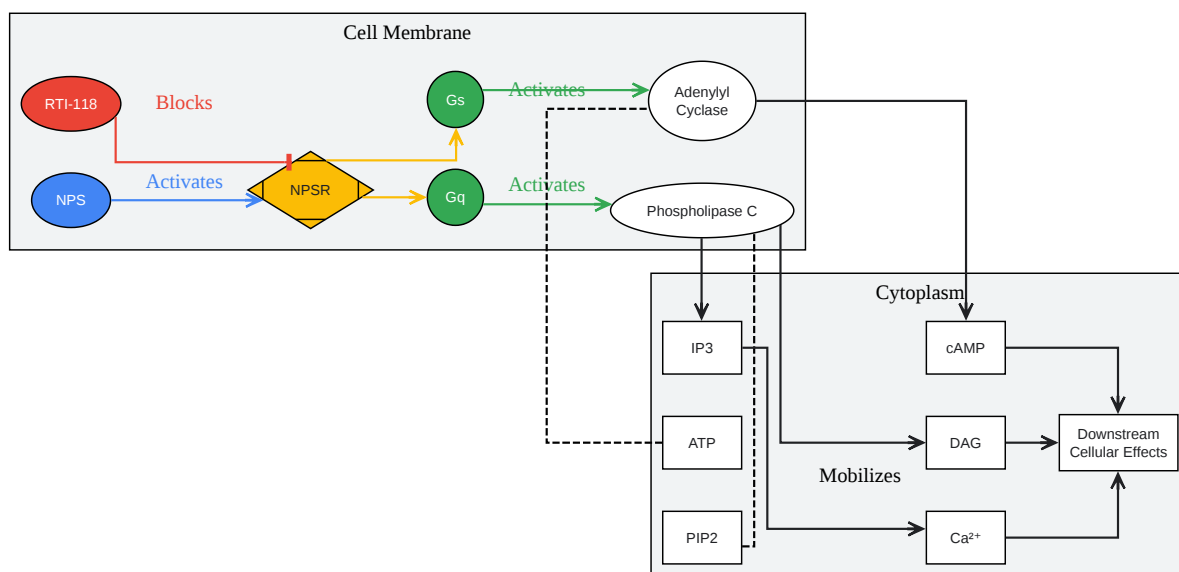 Cell Membrane
RTI-118
Blocks
Gs
Activates
Adenylyl
Cyclase
NPS
Activates
NPSR
Gq
Activates
Phospholipase C
Cytoplasm
IP3
cAMP
ATP
DAG
Downstream
Cellular Effects
Mobilizes
PIP2
Ca²⁺